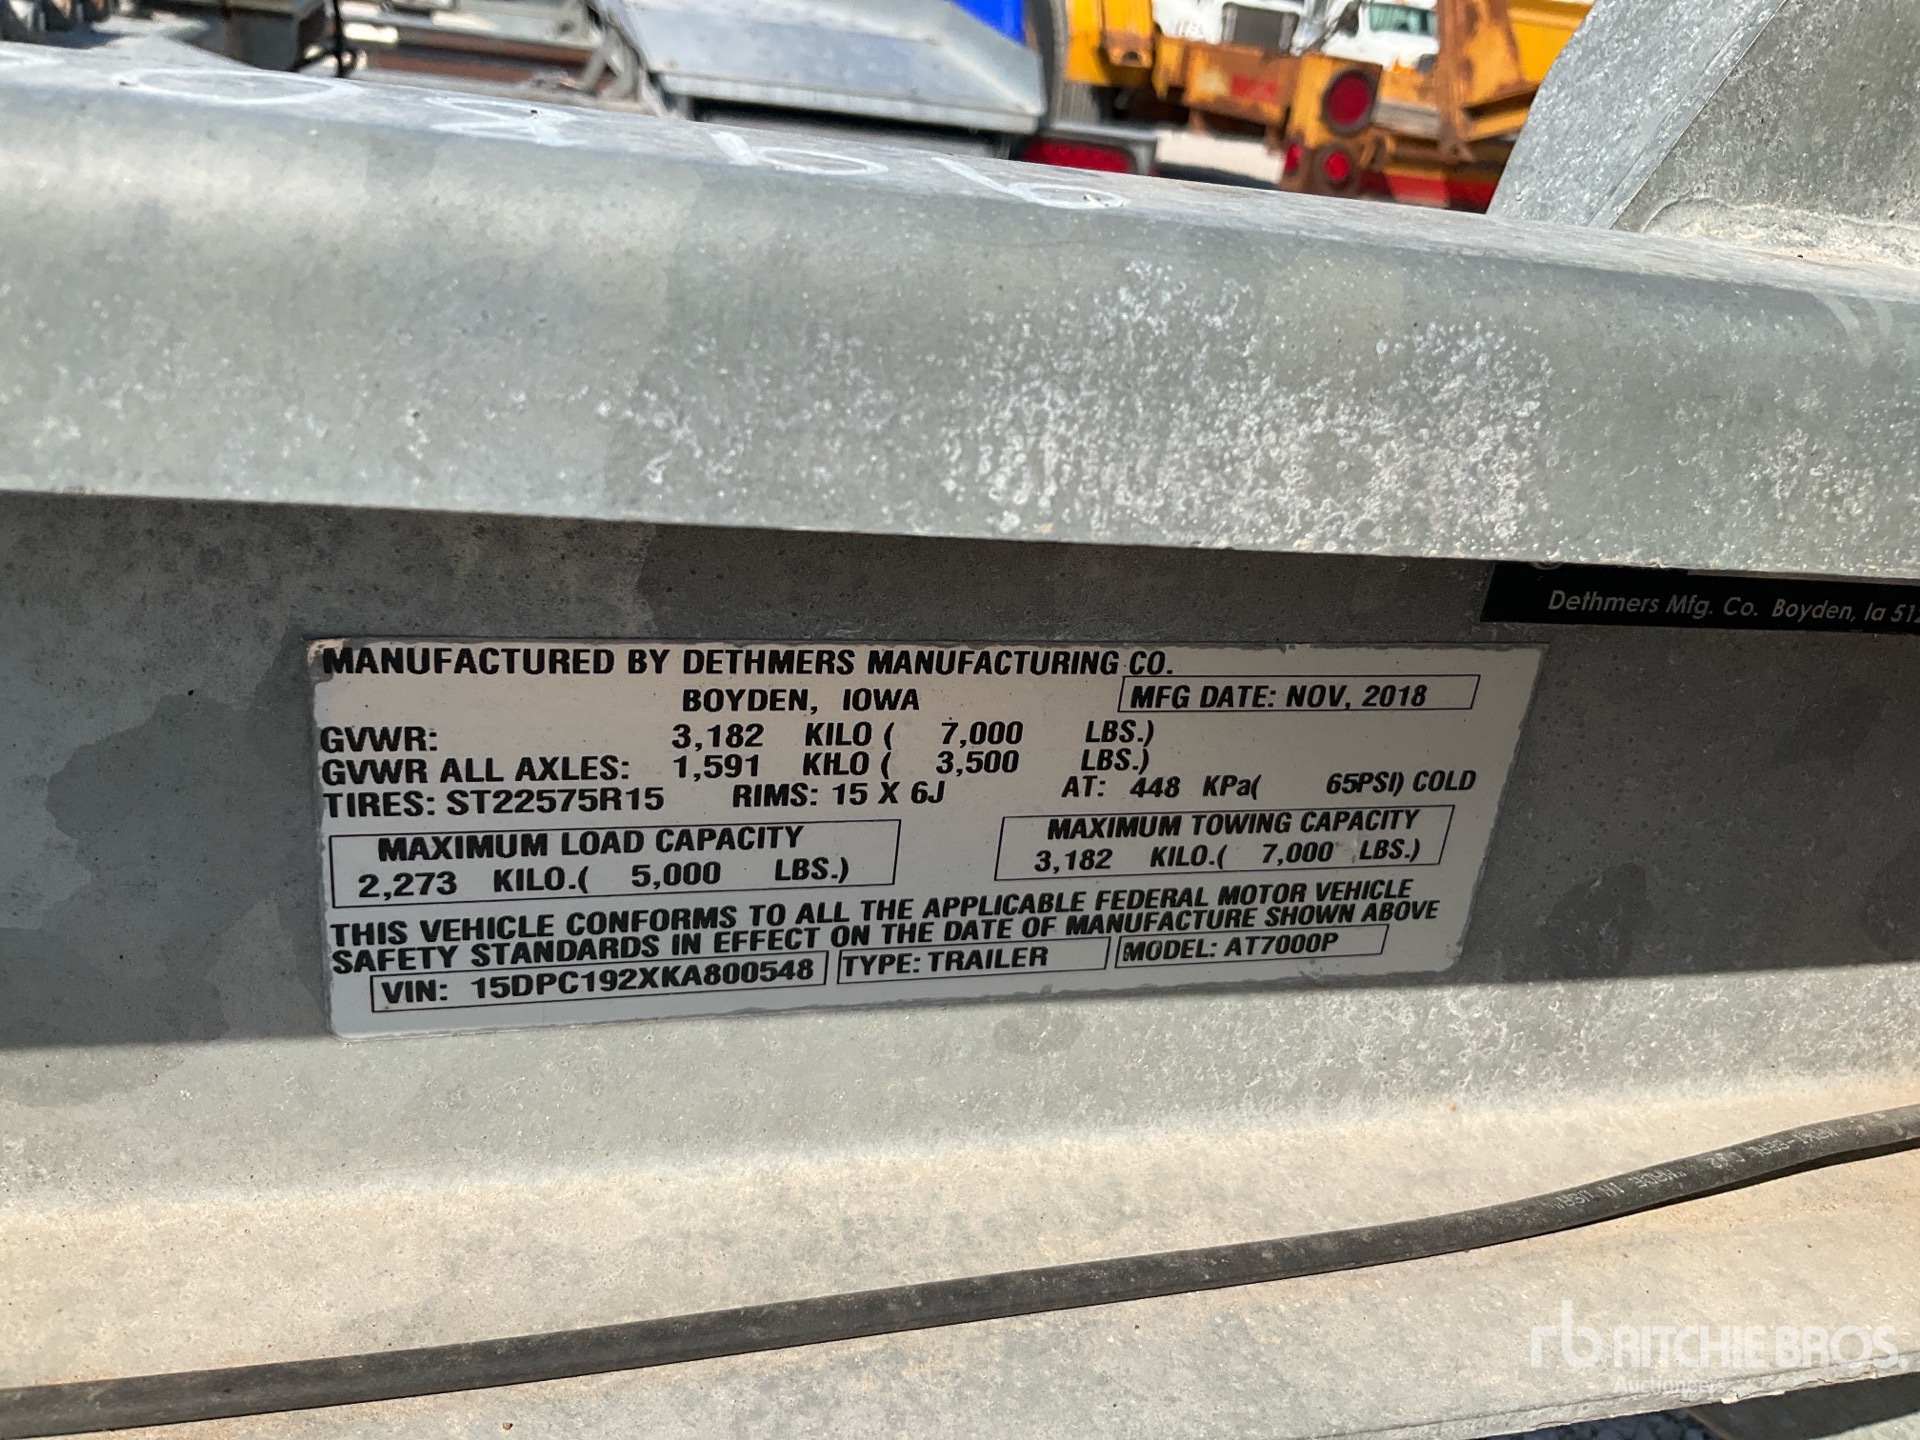 Dethmers Mfg. Co. Boyden, Ia
MANUFACTURED BY DETHMERS MANUFACTURING CO.
BOYDEN, IOWA MFG DATE: NOV, 2018
GVWR: 3,182 KILO ( 7,000 LBS.)
GVWR ALL AXLES: 1,591 KILO ( 3,500 LBS.)
TIRES: ST22575R15 RIMS: 15 X 6J AT: 448 KPa( 65PSI) COLD
MAXIMUM LOAD CAPACITY
2,273 KILO.( 5,000 LBS.)
MAXIMUM TOWING CAPACITY
3,182 KILO.( 7,000 LBS.)
THIS VEHICLE CONFORMS TO ALL THE APPLICABLE FEDERAL MOTOR VEHICLE
SAFETY STANDARDS IN EFFECT ON THE DATE OF MANUFACTURE SHOWN ABOVE
VIN: 15DPC192XKA800548 TYPE: TRAILER MODEL: AT7000P
"MADE IN USA"
rb RITCHIE BROS.
Auctioneers